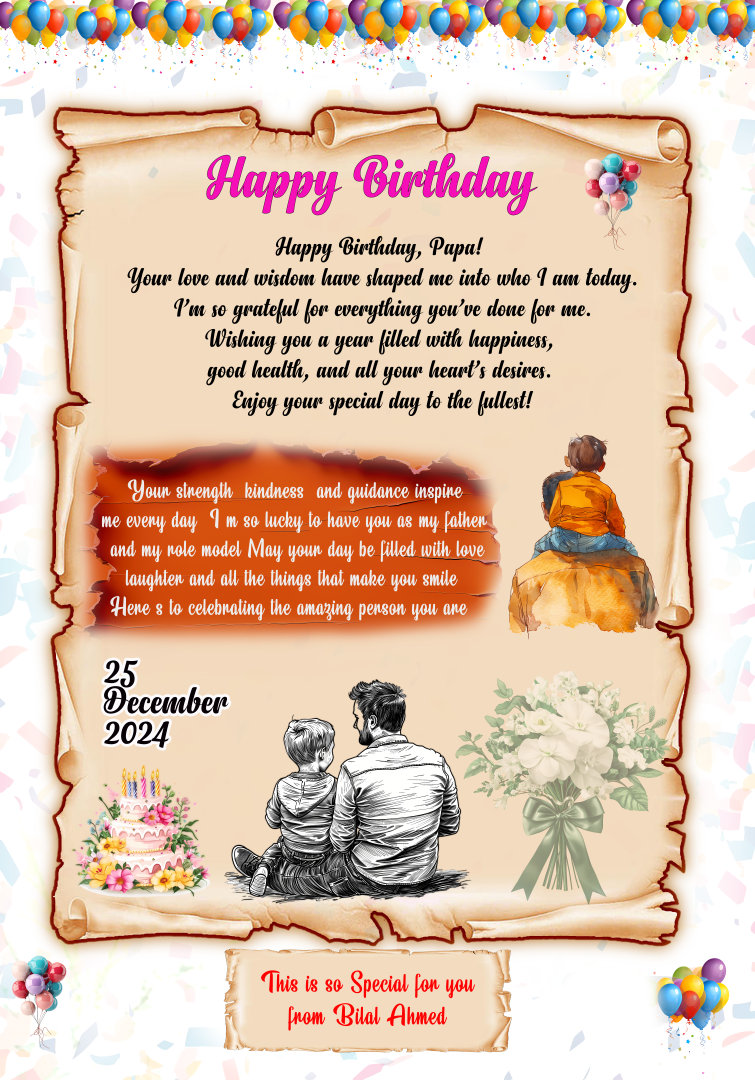 Happy Birthday
Happy Birthday, Papa!
Your love and wisdom have shaped me into who I am today.
I'm so grateful for everything you've done for me.
Wishing you a year filled with happiness,
good health, and all your heart's desires.
Enjoy your special day to the fullest!
Your strength kindness and guidance inspire
me every day I m so lucky to have you as my father
and my role model May your day be filled with love
laughter and all the things that make you smile
Here s to celebrating the amazing person you are
25
December
2024
This is so Special for you
from Bilal Ahmed